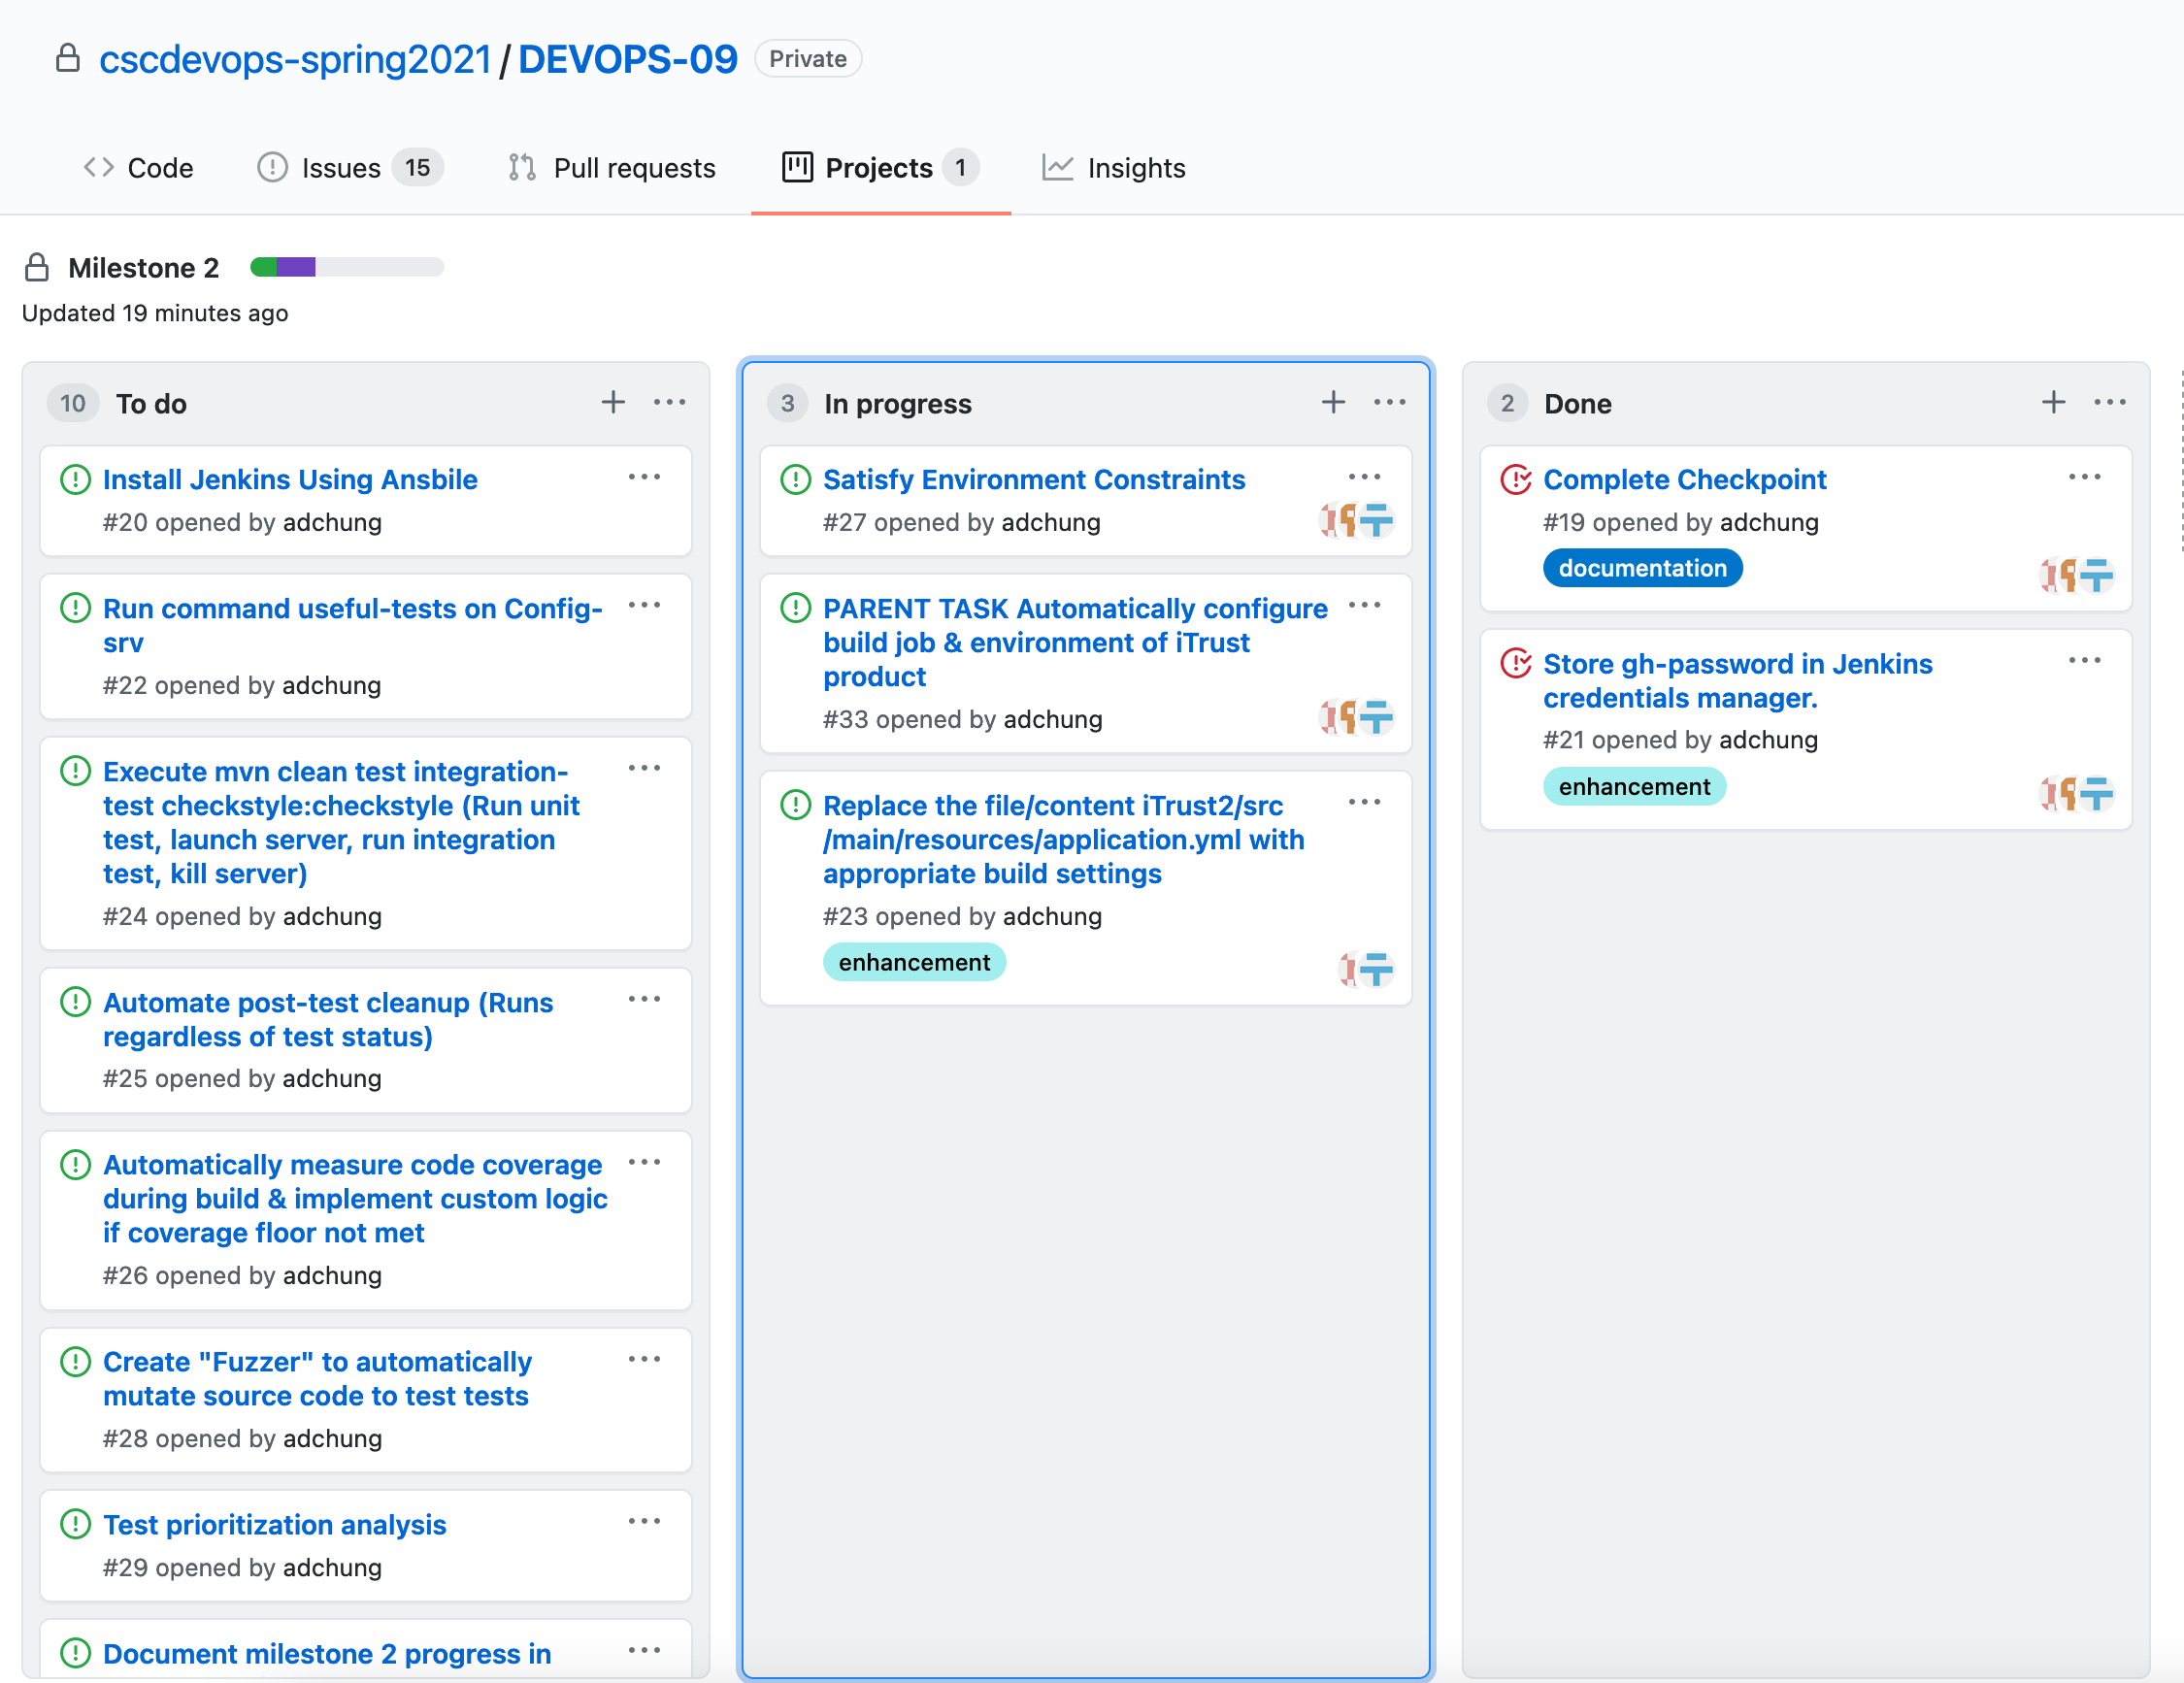 cscdevops-spring2021 / DEVOPS-09 Private
Code Issues 15 Pull requests Projects 1 Insights
Milestone 2
Updated 19 minutes ago
10 To do
Install Jenkins Using Ansbile
#20 opened by adchung
Run command useful-tests on Config-
srv
#22 opened by adchung
Execute mvn clean test integration-
test checkstyle:checkstyle (Run unit
test, launch server, run integration
test, kill server)
#24 opened by adchung
Automate post-test cleanup (Runs
regardless of test status)
#25 opened by adchung
Automatically measure code coverage
during build & implement custom logic
if coverage floor not met
#26 opened by adchung
Create "Fuzzer" to automatically
mutate source code to test tests
#28 opened by adchung
Test prioritization analysis
#29 opened by adchung
Document milestone 2 progress in
3 In progress
Satisfy Environment Constraints
#27 opened by adchung
PARENT TASK Automatically configure
build job & environment of iTrust
product
#33 opened by adchung
Replace the file/content iTrust2/src
/main/resources/application.yml with
appropriate build settings
#23 opened by adchung
enhancement
2 Done
Complete Checkpoint
#19 opened by adchung
documentation
Store gh-password in Jenkins
credentials manager.
#21 opened by adchung
enhancement